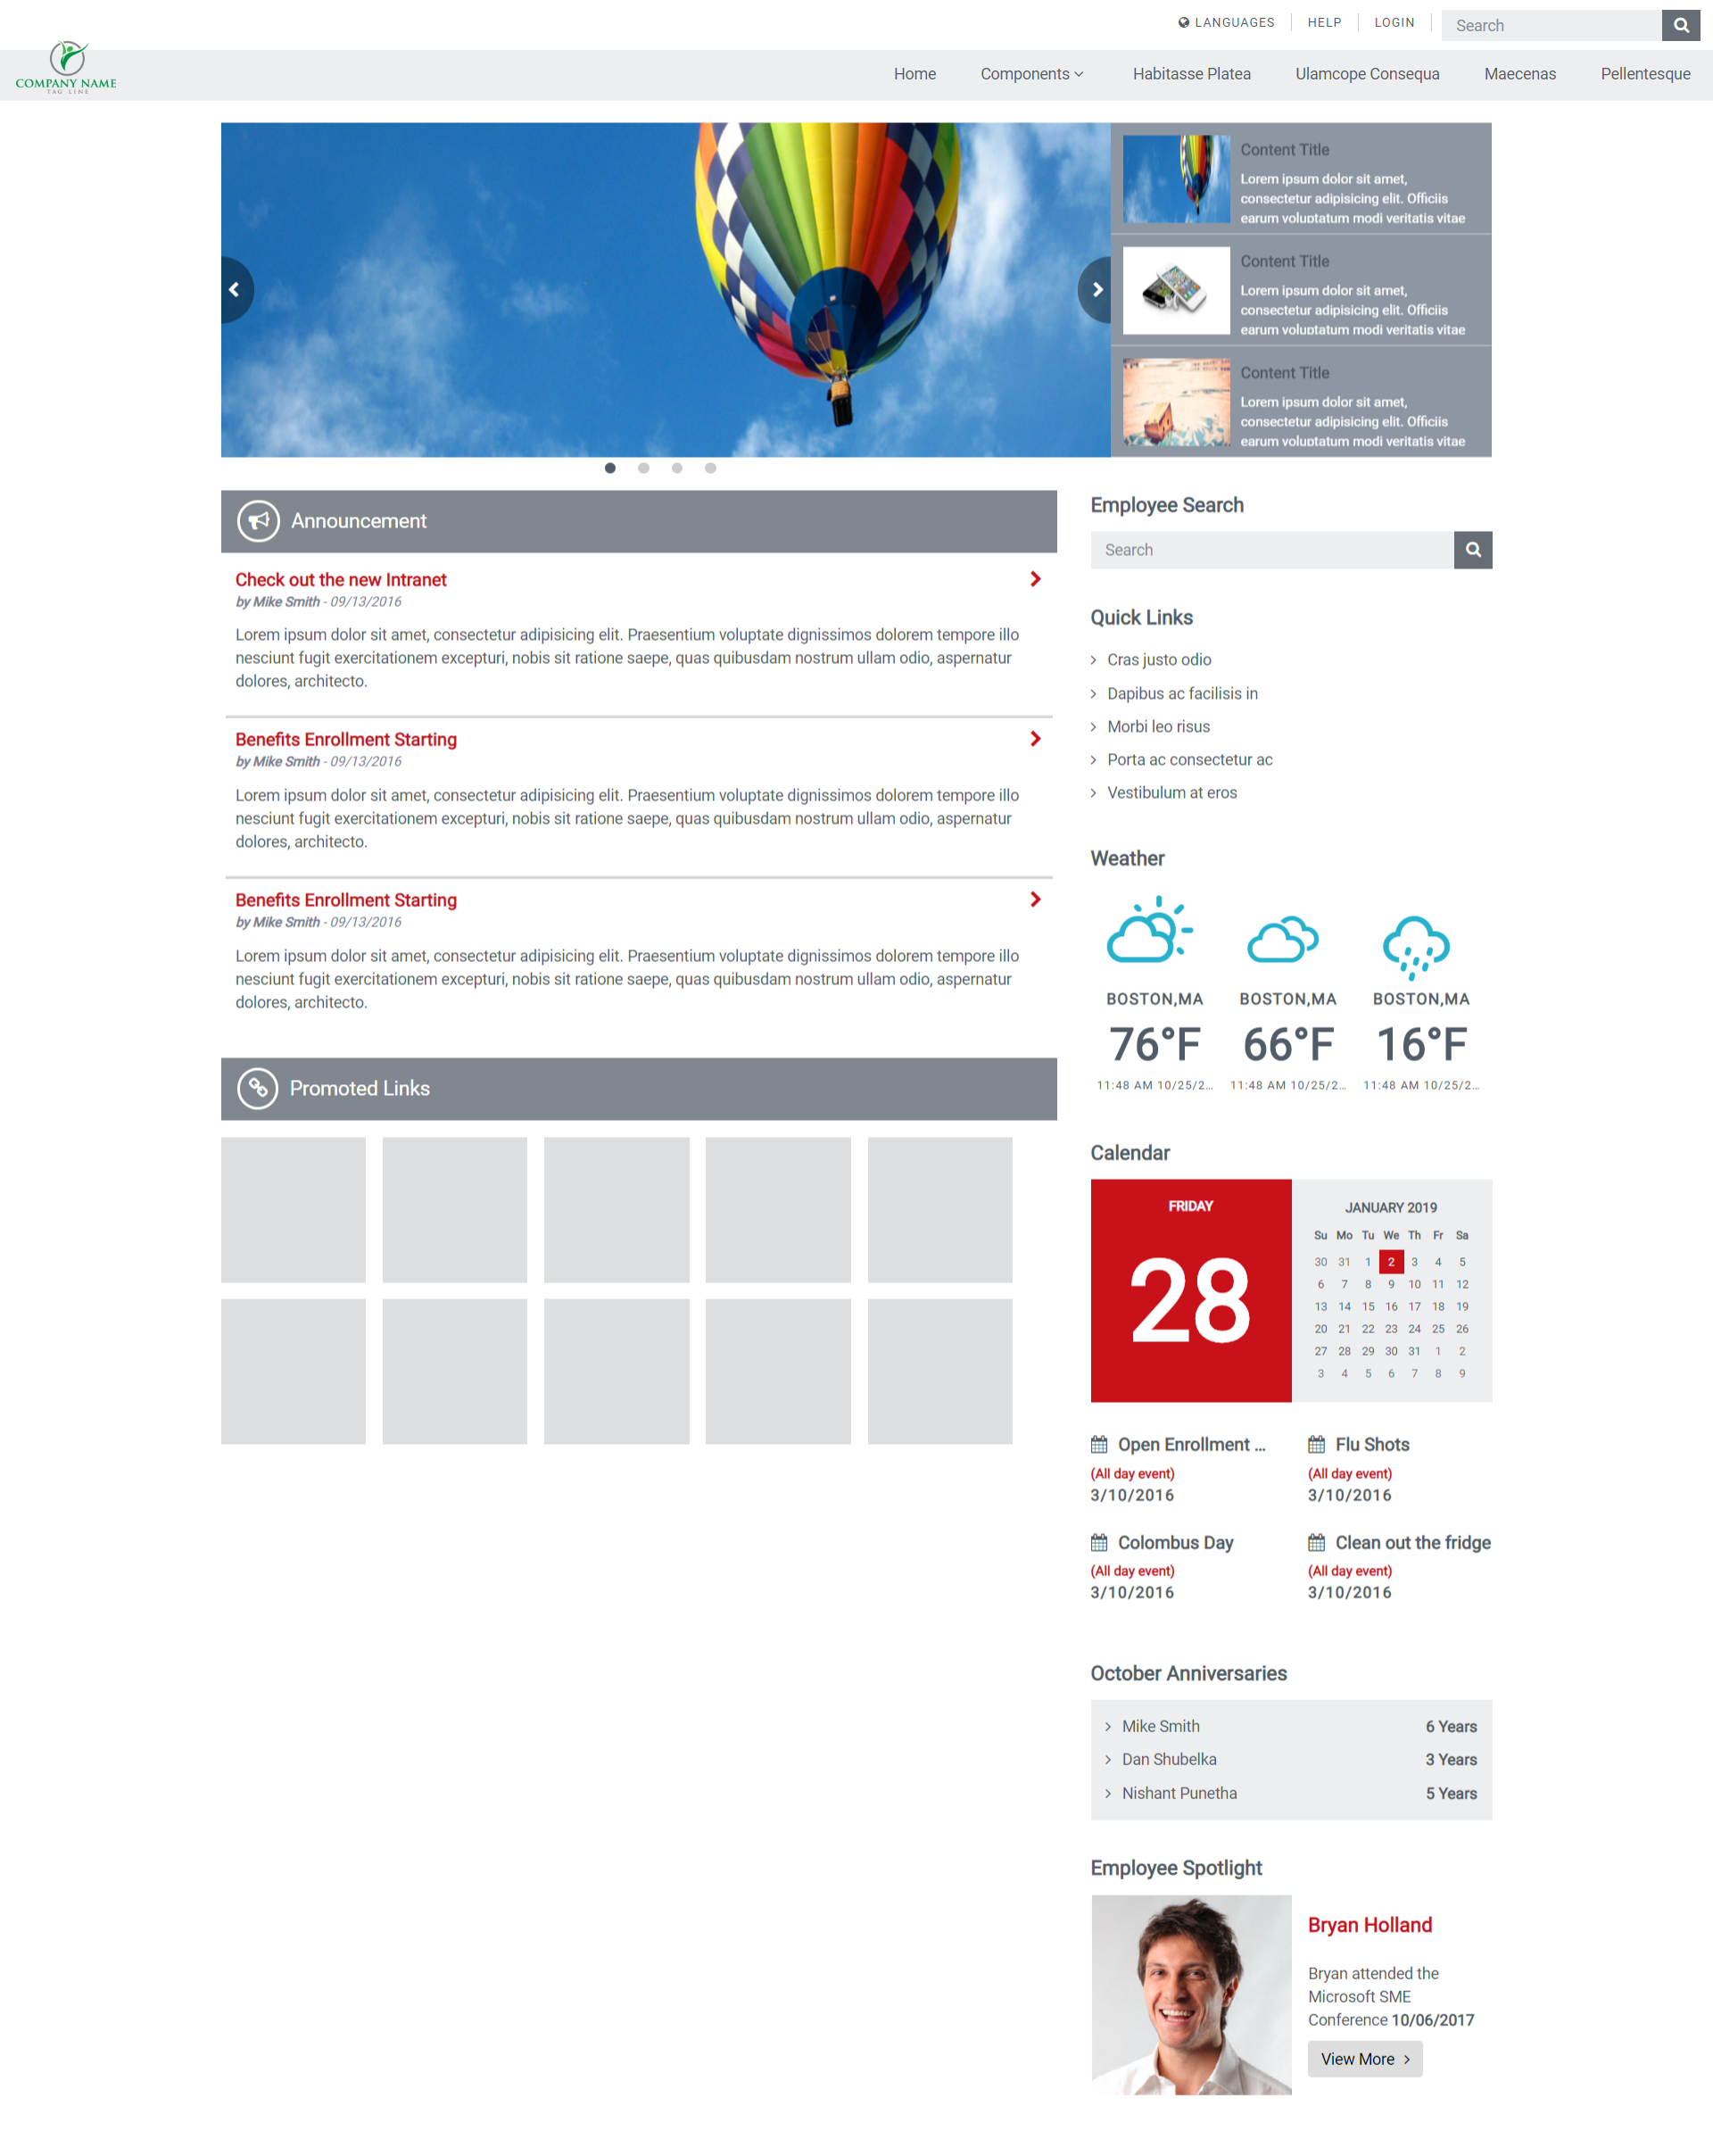 LANGUAGES
HELP
LOGIN
Search
COMPANY NAME
TAG LINE
Home
Components
Habitasse Platea
Ulamcope Consequa
Maecenas
Pellentesque
Content Title
Lorem ipsum dolor sit amet,
consectetur adipisicing elit. Officiis
earum voluptatum modi veritatis vitae
Content Title
Lorem ipsum dolor sit amet,
consectetur adipisicing elit. Officiis
earum voluptatum modi veritatis vitae
Content Title
Lorem ipsum dolor sit amet,
consectetur adipisicing elit. Officiis
earum voluptatum modi veritatis vitae
Announcement
Check out the new Intranet
by Mike Smith - 09/13/2016
Lorem ipsum dolor sit amet, consectetur adipisicing elit. Praesentium voluptate dignissimos dolorem tempore illo
nesciunt fugit exercitationem excepturi, nobis sit ratione saepe, quas quibusdam nostrum ullam odio, aspernatur
dolores, architecto.
Benefits Enrollment Starting
by Mike Smith - 09/13/2016
Lorem ipsum dolor sit amet, consectetur adipisicing elit. Praesentium voluptate dignissimos dolorem tempore illo
nesciunt fugit exercitationem excepturi, nobis sit ratione saepe, quas quibusdam nostrum ullam odio, aspernatur
dolores, architecto.
Benefits Enrollment Starting
by Mike Smith - 09/13/2016
Lorem ipsum dolor sit amet, consectetur adipisicing elit. Praesentium voluptate dignissimos dolorem tempore illo
nesciunt fugit exercitationem excepturi, nobis sit ratione saepe, quas quibusdam nostrum ullam odio, aspernatur
dolores, architecto.
Promoted Links
Employee Search
Search
Quick Links
Cras justo odio
Dapibus ac facilisis in
Morbi leo risus
Porta ac consectetur ac
Vestibulum at eros
Weather
BOSTON,MA BOSTON,MA BOSTON,MA
76°F 66°F 16°F
11:48 AM 10/25/2... 11:48 AM 10/25/2... 11:48 AM 10/25/2...
Calendar
FRIDAY
28
JANUARY 2019
Su Mo Tu We Th Fr Sa
30 31 1 2 3 4 5
6 7 8 9 10 11 12
13 14 15 16 17 18 19
20 21 22 23 24 25 26
27 28 29 30 31 1 2
3 4 5 6 7 8 9
Open Enrollment ...
(All day event)
3/10/2016
Flu Shots
(All day event)
3/10/2016
Colombus Day
(All day event)
3/10/2016
Clean out the fridge
(All day event)
3/10/2016
October Anniversaries
Mike Smith 6 Years
Dan Shubelka 3 Years
Nishant Punetha 5 Years
Employee Spotlight
Bryan Holland
Bryan attended the
Microsoft SME
Conference 10/06/2017
View More